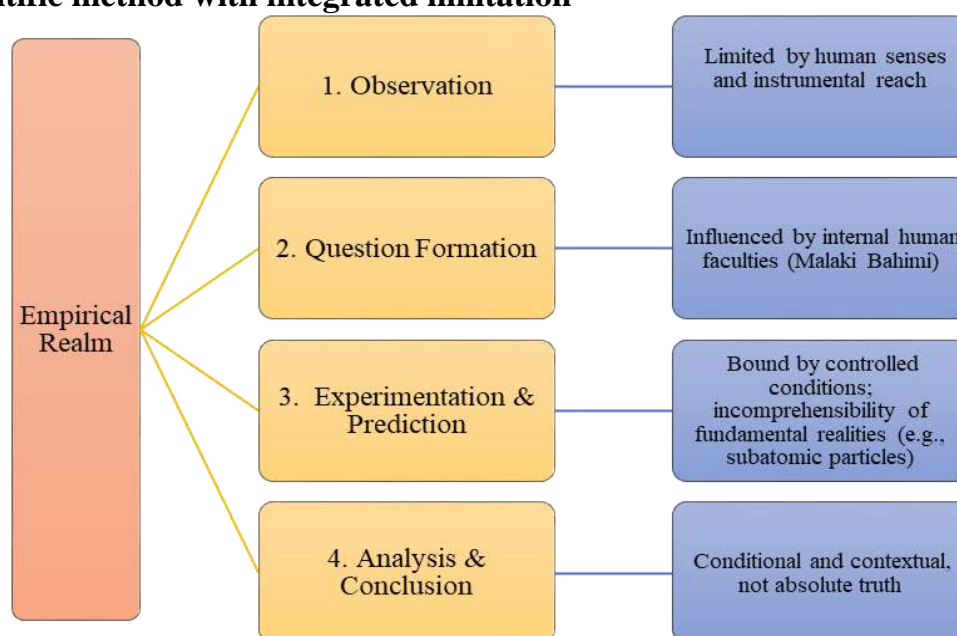 method with integrated limitation
Empirical
Realm
1. Observation
Limited by human senses
and instrumental reach
2. Question Formation
Influenced by internal human
faculties (Malaki Bahimi)
3. Experimentation &
Prediction
Bound by controlled
conditions;
incomprehensibility of
fundamental realities (e.g.,
subatomic particles)
4. Analysis &
Conclusion
Conditional and contextual,
not absolute truth